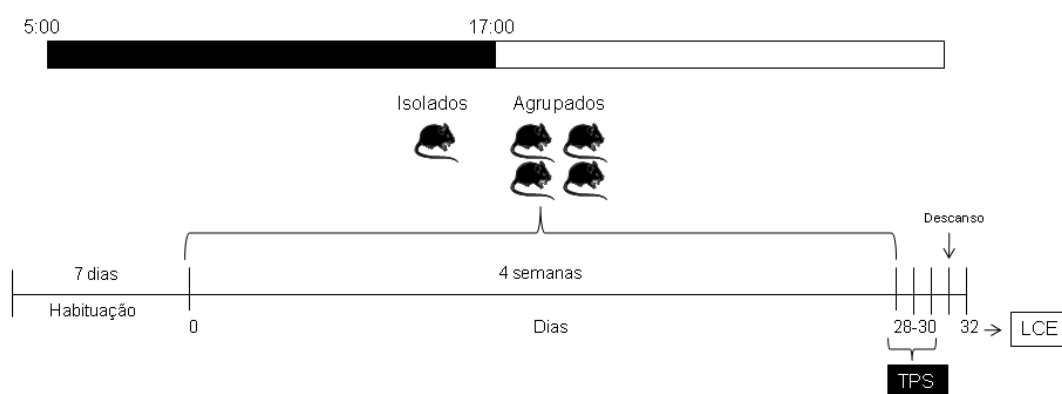 5:00 17:00
Isolados Agrupados
Descanso
7 dias 4 semanas
Habituação
0 Dias 28-30 32 LCE
TPS